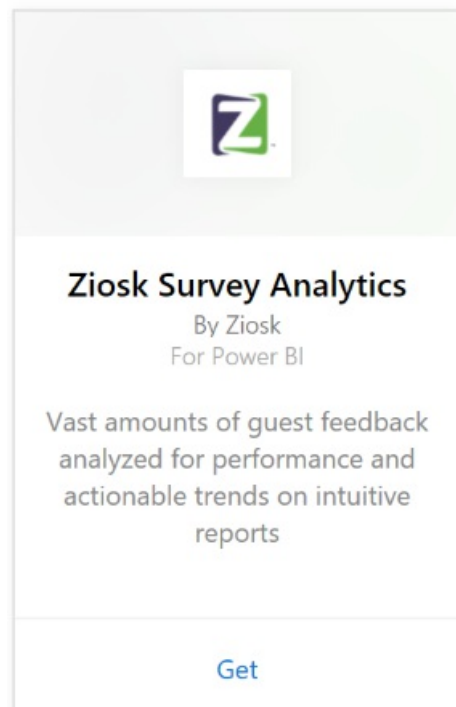 Z
Ziosk Survey Analytics
By Ziosk
For Power BI
Vast amounts of guest feedback
analyzed for performance and
actionable trends on intuitive
reports
Get